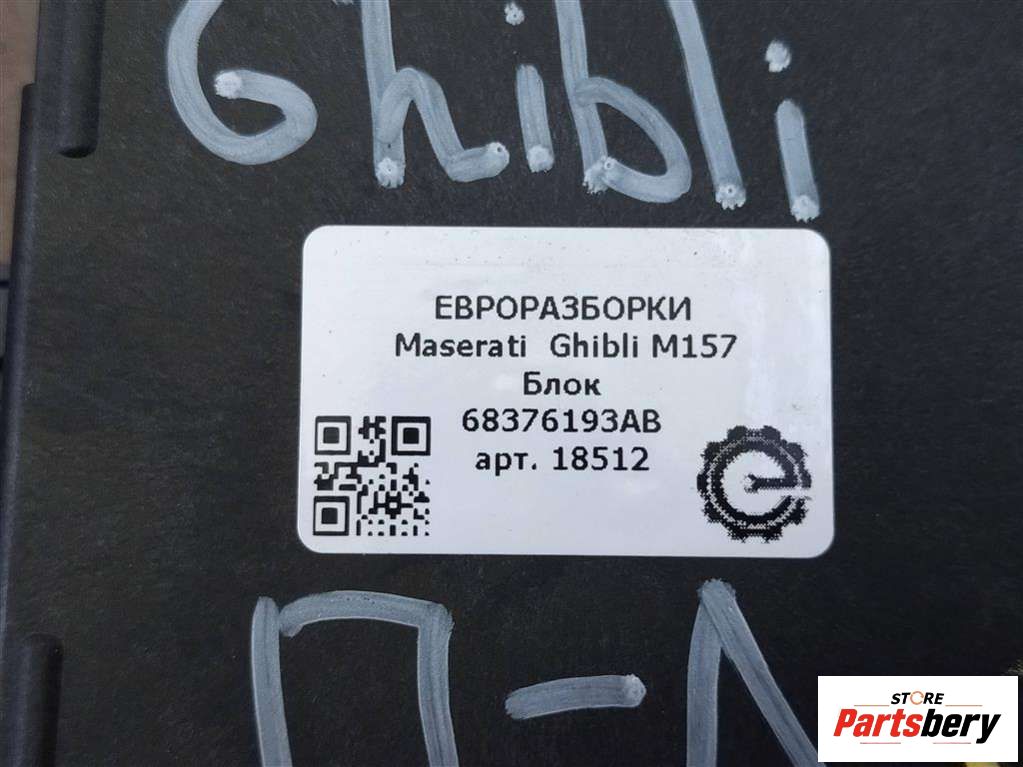 Ghibli
ЕВРОРАЗБОРКИ
Maserati Ghibli M157
Блок
68376193AB
арт. 18512
П-Л
STORE
Partsbery